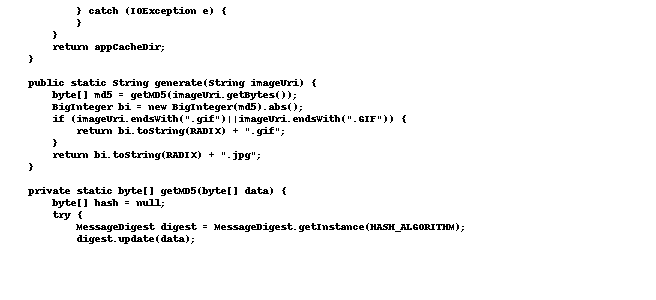 } catch (IOException e) {
}
}
return appCacheDir;
}
public static String generate(String imageUri) {
byte[] md5 = getMD5(imageUri.getBytes());
BigInteger bi = new BigInteger(md5).abs();
if (imageUri.endsWith(".gif")||imageUri.endsWith(".GIF")) {
return bi.toString(RADIX) + ".gif";
}
return bi.toString(RADIX) + ".jpg";
}
private static byte[] getMD5(byte[] data) {
byte[] hash = null;
try {
MessageDigest digest = MessageDigest.getInstance(HASH_ALGORITHM);
digest.update(data);